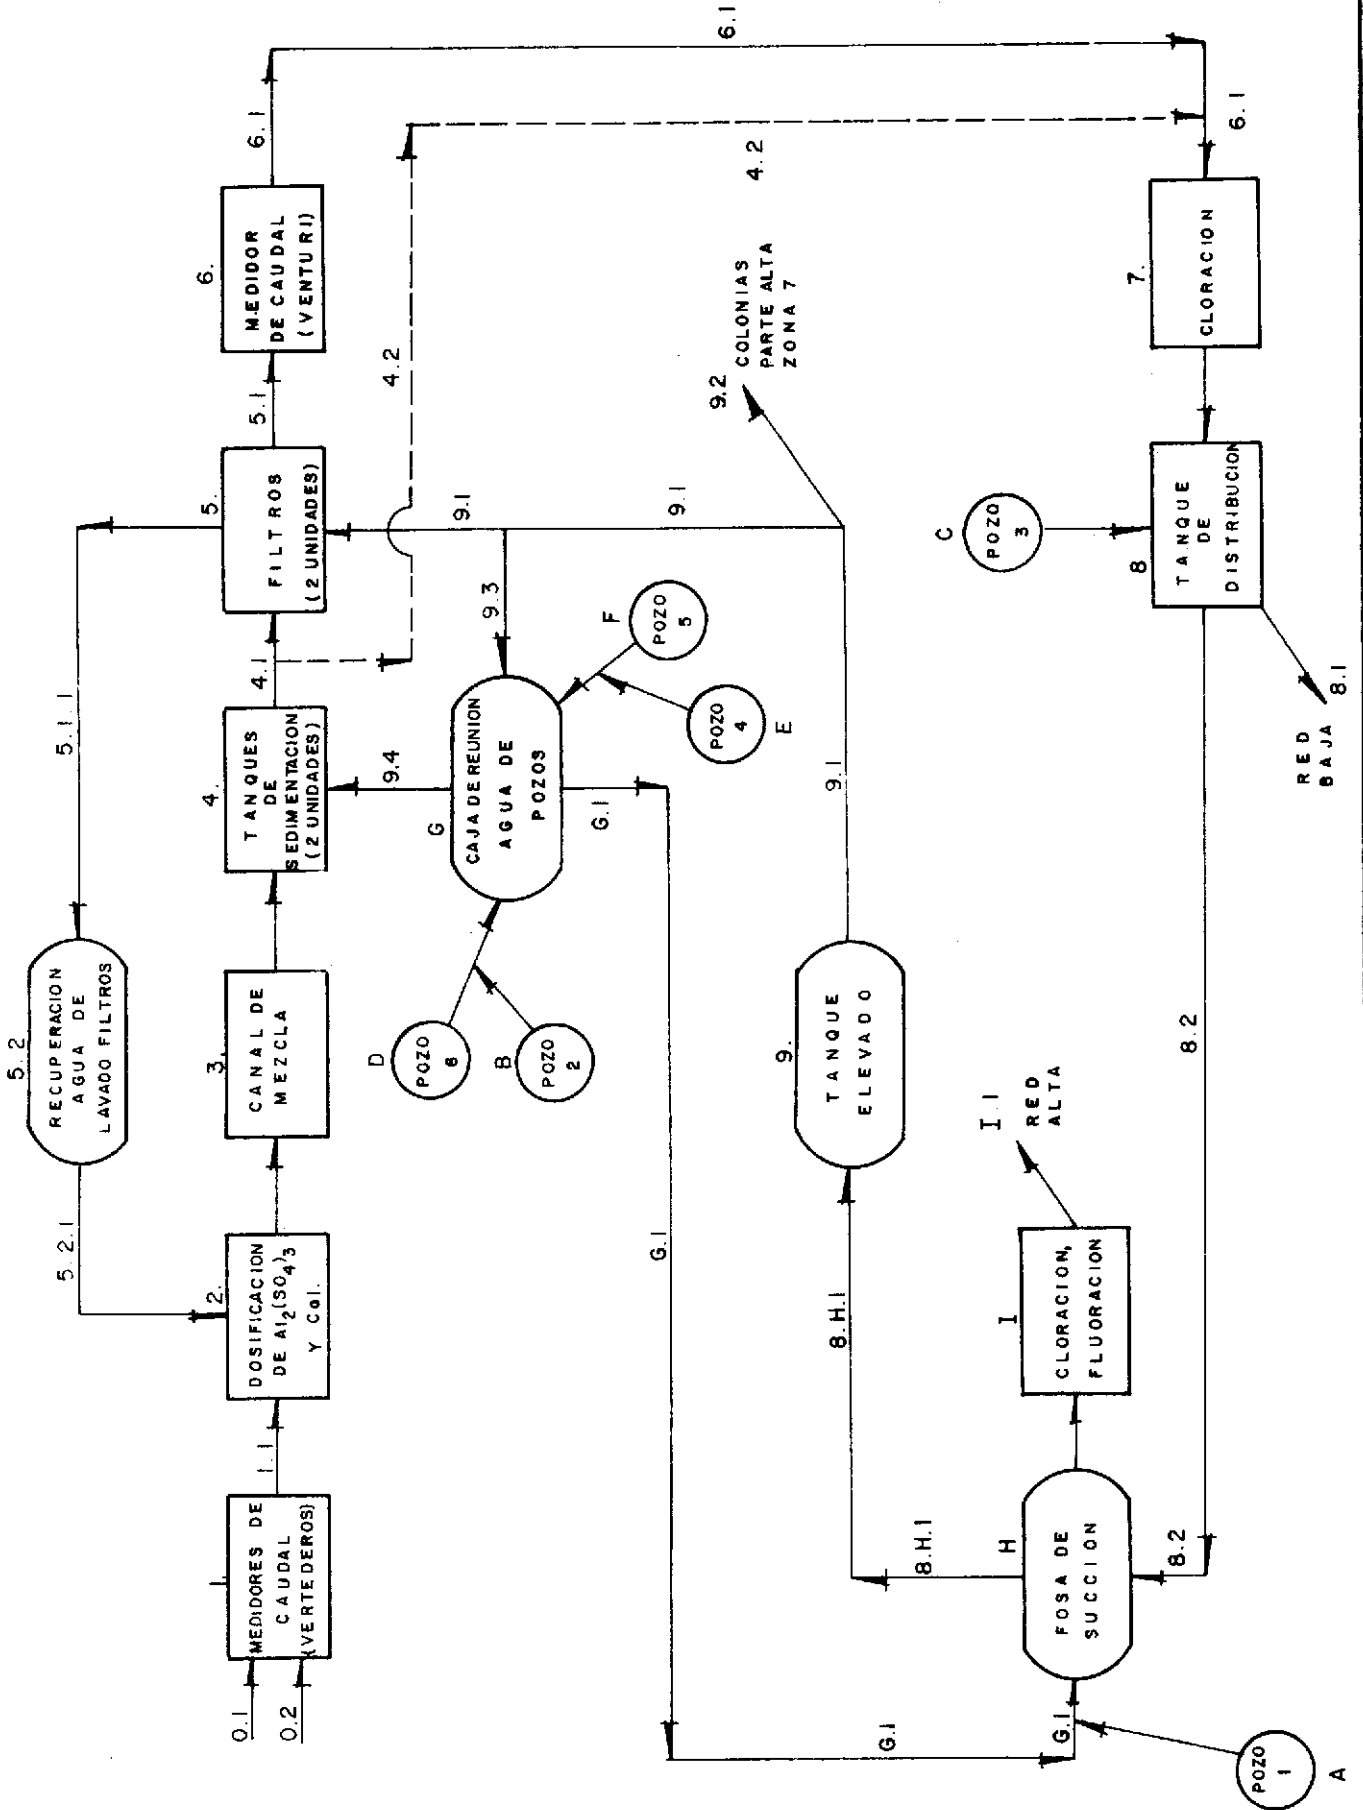 0.1
0.2
1
MEDIDORES DE
CAUDAL
(VERTEDEROS)
1.1
2.
DOSIFICACION
DE Al2(SO4)3
Y Cal.
5.2.1
5.2
RECUPERACION
AGUA DE
LAVADO FILTROS
5.1.1
3.
CANAL DE
MEZCLA
4.
TANQUES
DE
SEDIMENTACION
(2 UNIDADES)
4.1
5.
FILTROS
(2 UNIDADES)
5.1
6.
MEDIDOR
DE CAUDAL
(VENTURI)
6.1
6.1
6.1
4.2
4.2
D
POZO
6
B
POZO
2
G
CAJA DE REUNION
AGUA DE
POZOS
9.4
G.1
9.3
9.1
9.1
F
POZO
5
POZO
4
E
9.2
COLONIAS
PARTE ALTA
ZONA 7
G.1
G.1
G.1
POZO
1
A
H
FOSA DE
SUCCION
8.H.1
8.H.1
8.2
I
CLORACION,
FLUORACION
I.1
RED
ALTA
9.
TANQUE
ELEVADO
9.1
8.2
C
POZO
3
8
TANQUE
DE
DISTRIBUCION
RED
BAJA
8.1
7.
CLORACION